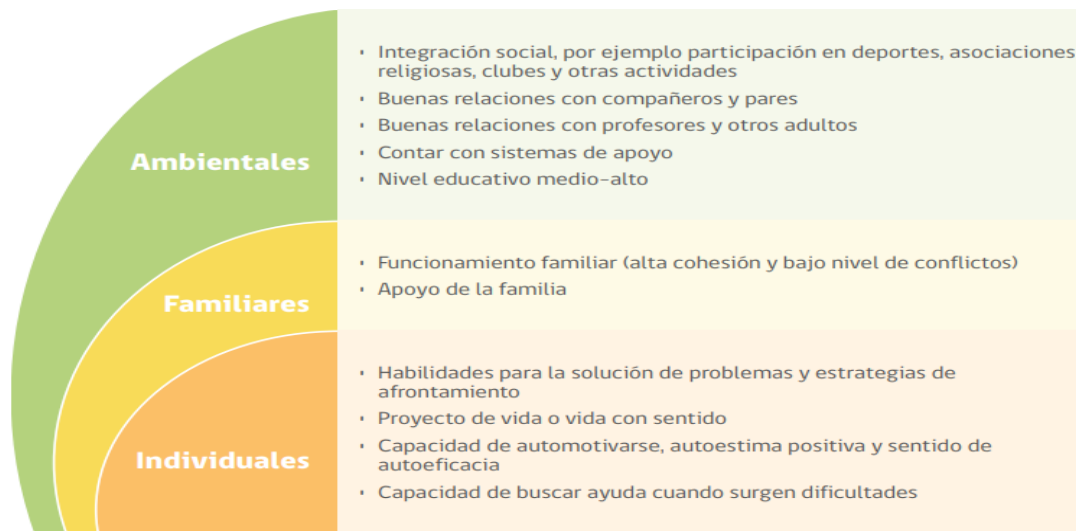 Ambientales
· Integración social, por ejemplo participación en deportes, asociaciones
religiosas, clubes y otras actividades
· Buenas relaciones con compañeros y pares
· Buenas relaciones con profesores y otros adultos
· Contar con sistemas de apoyo
· Nivel educativo medio-alto
Familiares
· Funcionamiento familiar (alta cohesión y bajo nivel de conflictos)
· Apoyo de la familia
Individuales
· Habilidades para la solución de problemas y estrategias de
afrontamiento
· Proyecto de vida o vida con sentido
· Capacidad de automotivarse, autoestima positiva y sentido de
autoeficacia
· Capacidad de buscar ayuda cuando surgen dificultades